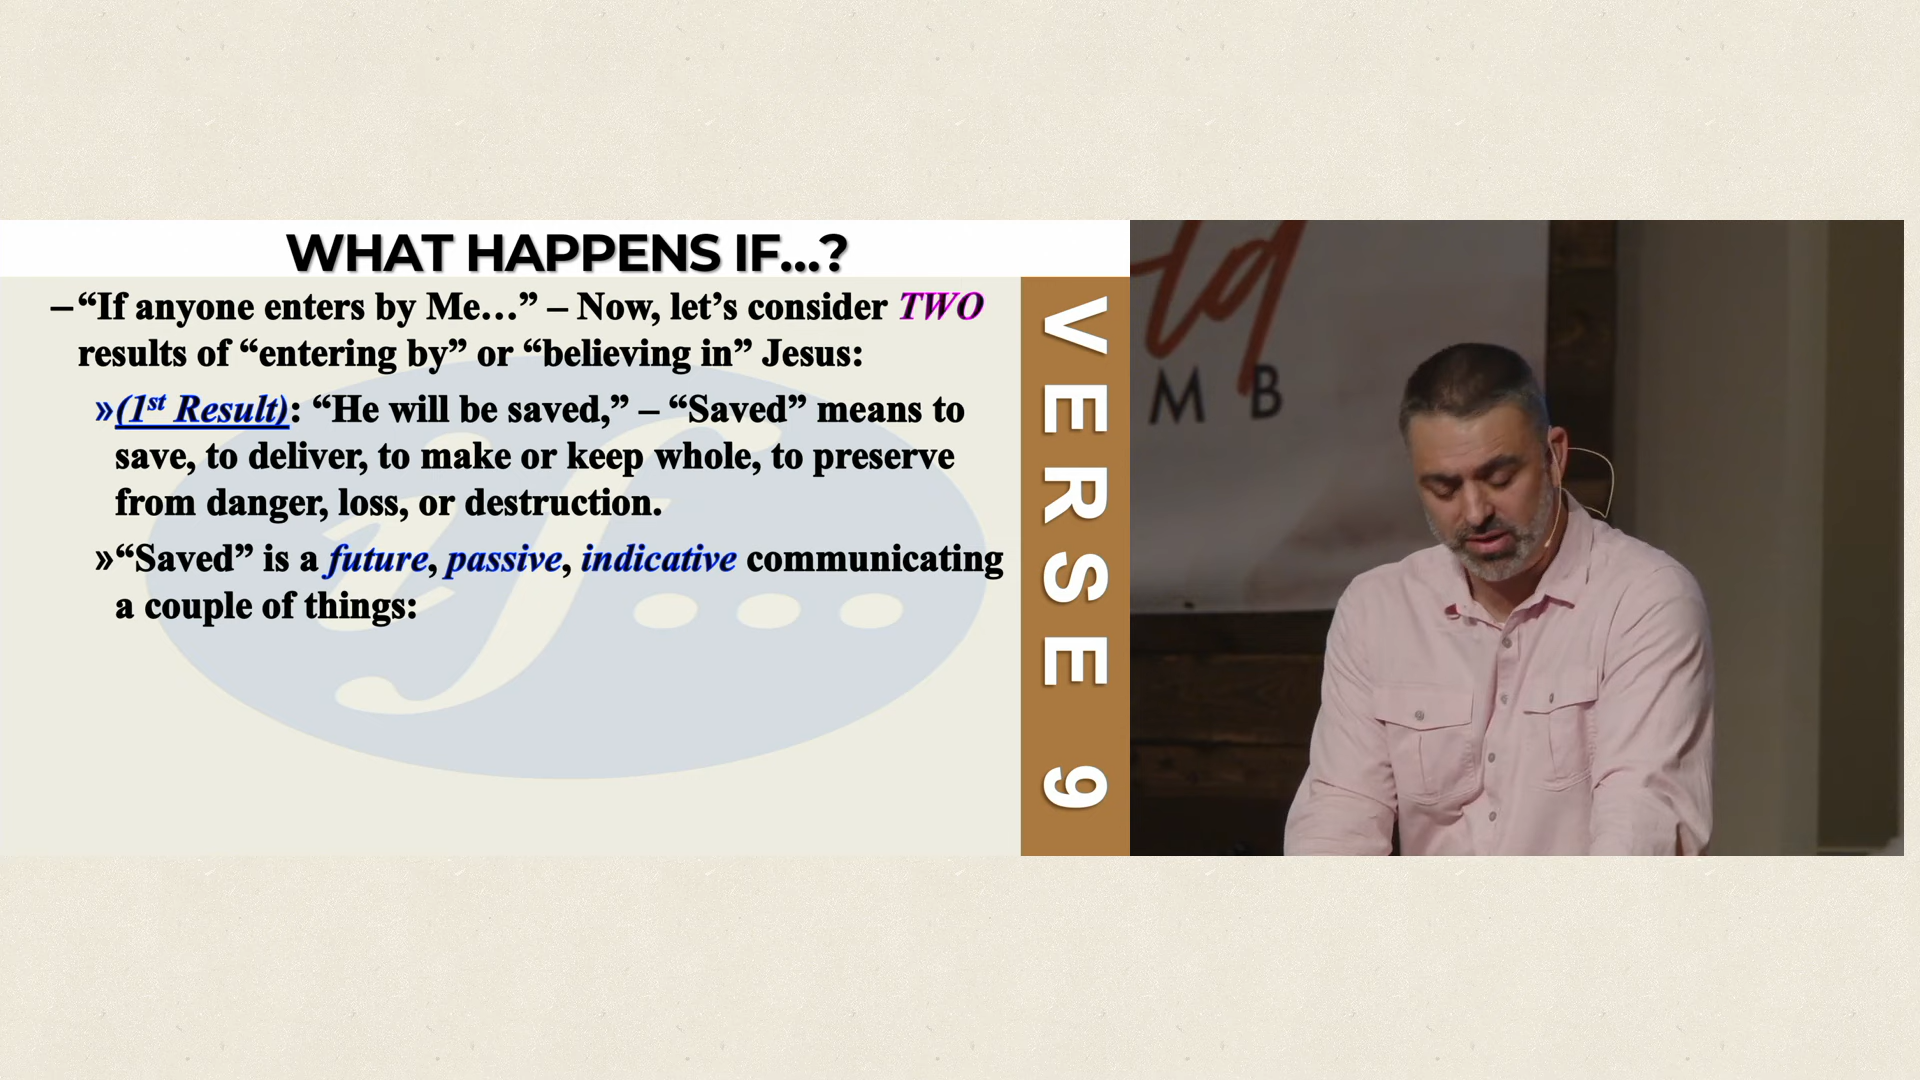 WHAT HAPPENS IF...?
–“If anyone enters by Me…” – Now, let’s consider TWO
results of “entering by” or “believing in” Jesus:
»(1st Result): “He will be saved,” – “Saved” means to
save, to deliver, to make or keep whole, to preserve
from danger, loss, or destruction.
»“Saved” is a future, passive, indicative communicating
a couple of things:
if...
VERSE 9
M B